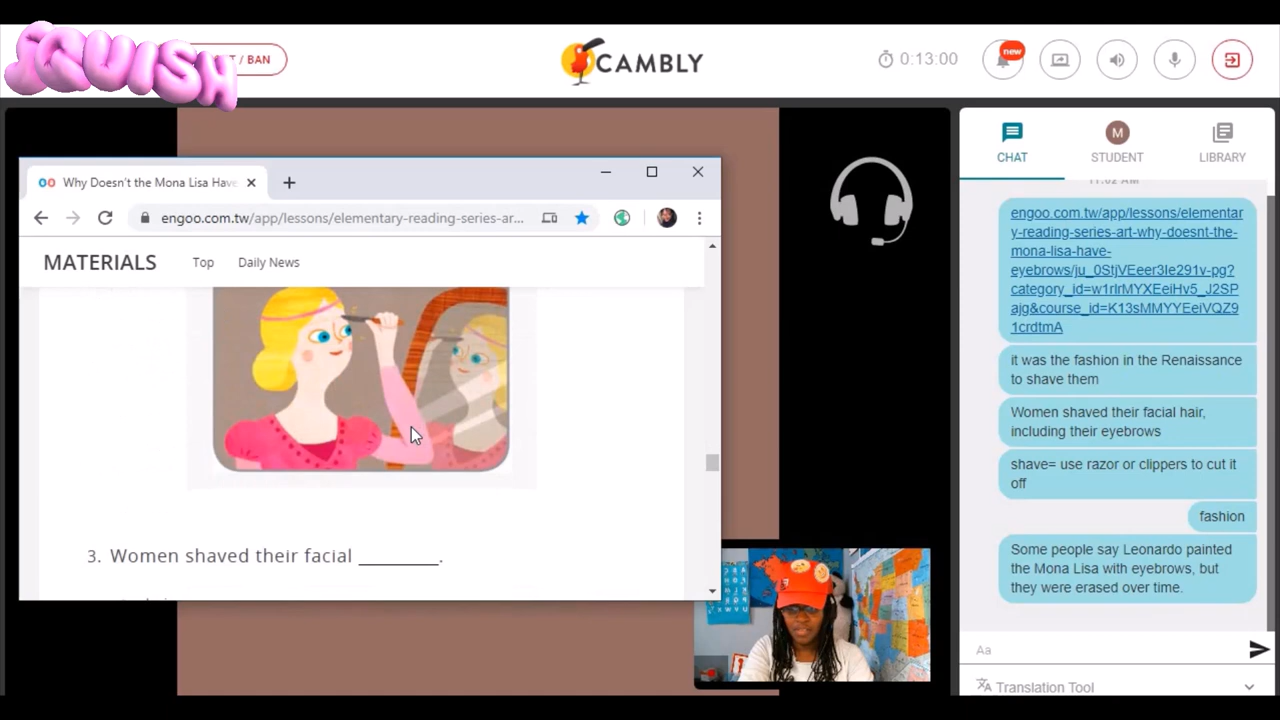 SQUISH
T / BAN
CAMBLY
0:13:00
new
Why Doesn't the Mona Lisa Have
engoo.com.tw/app/lessons/elementary-reading-series-ar...
MATERIALS
Top
Daily News
3. Women shaved their facial ________.
CHAT
M
STUDENT
LIBRARY
11:02 AM
engoo.com.tw/app/lessons/elementar
y-reading-series-art-why-doesnt-the-
mona-lisa-have-
eyebrows/ju_0StjVEeer3Ie291v-pg?
category_id=w1rIrMYXEeiHv5_J2SP
ajg&course_id=K13sMMYYEeiVQZ9
1crdtmA
it was the fashion in the Renaissance
to shave them
Women shaved their facial hair,
including their eyebrows
shave= use razor or clippers to cut it
off
fashion
Some people say Leonardo painted
the Mona Lisa with eyebrows, but
they were erased over time.
Aa
Translation Tool